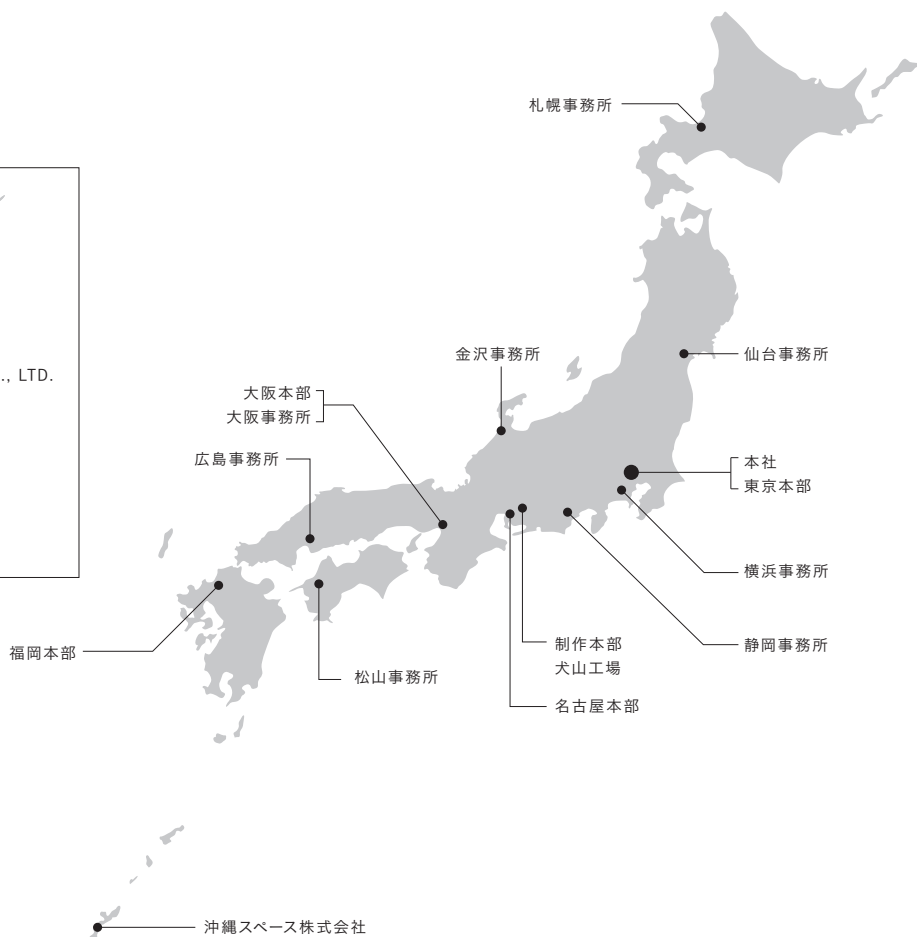 札幌事務所
., LTD.
金沢事務所
仙台事務所
大阪本部
大阪事務所
広島事務所
本社
東京本部
横浜事務所
福岡本部
松山事務所
制作本部
犬山工場
静岡事務所
名古屋本部
沖縄スペース株式会社